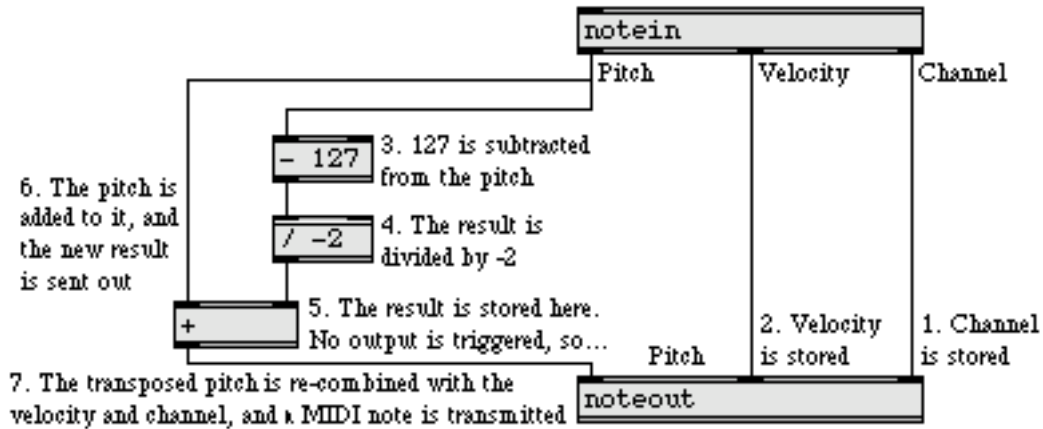 notein
Pitch
Velocity
Channel
- 127
3. 127 is subtracted
from the pitch
/ -2
4. The result is
divided by -2
6. The pitch is
added to it, and
the new result
is sent out
+
5. The result is stored here.
No output is triggered, so...
Pitch
2. Velocity
is stored
1. Channel
is stored
7. The transposed pitch is re-combined with the
velocity and channel, and a MIDI note is transmitted
noteout